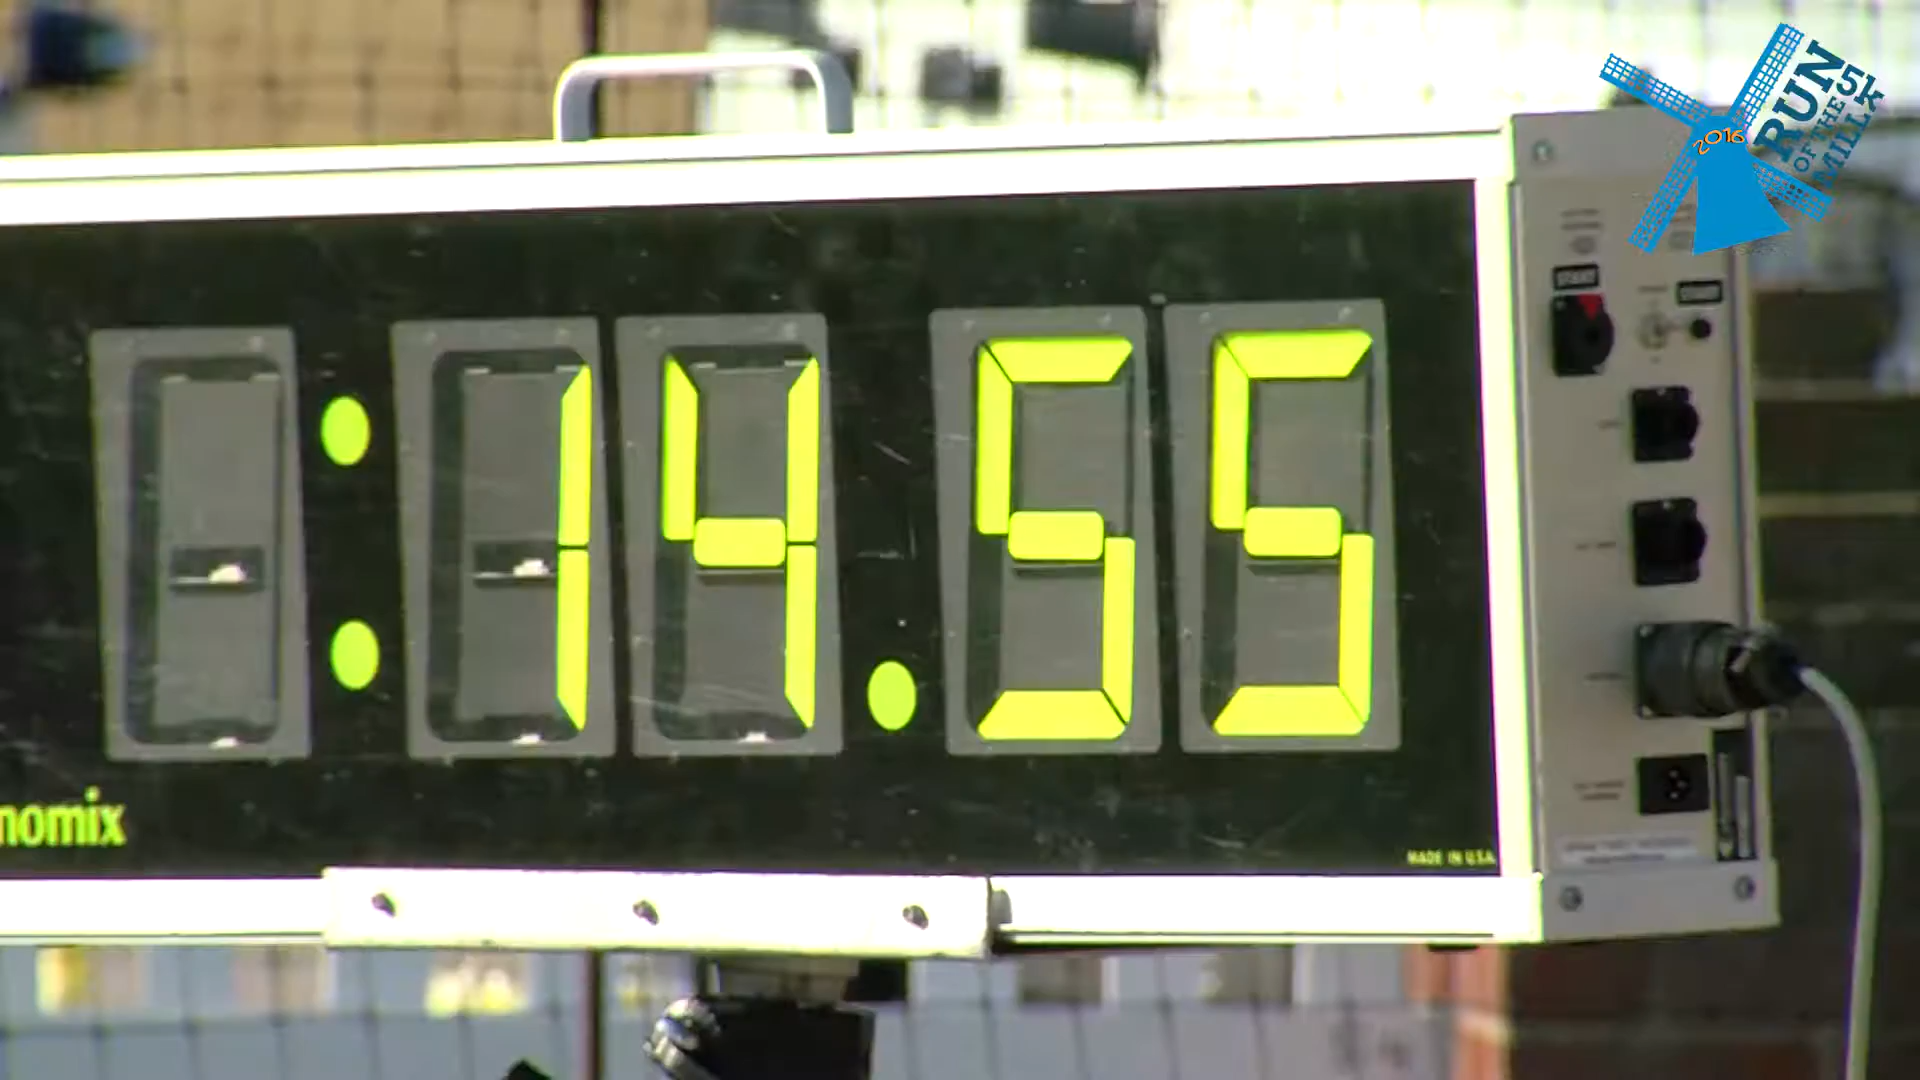 RUN
OF THE
MILL
5k
2016
START
: 14.55
nomix
MADE IN U.S.A.